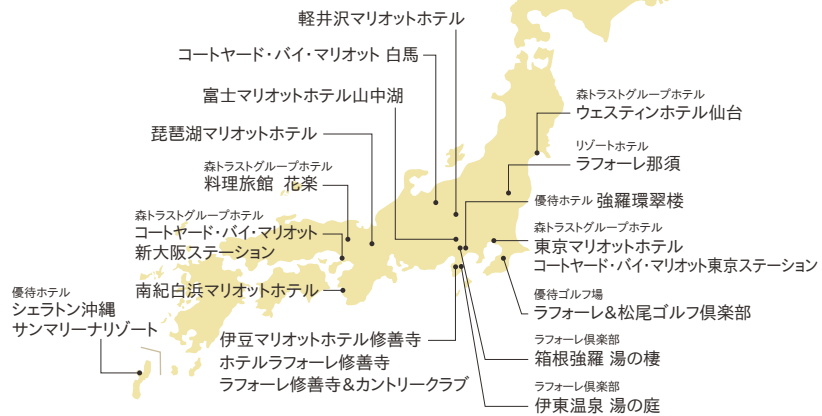 軽井沢マリオットホテル
コートヤード・バイ・マリオット 白馬
富士マリオットホテル山中湖
琵琶湖マリオットホテル
森トラストグループホテル
料理旅館 花楽
森トラストグループホテル
コートヤード・バイ・マリオット
新大阪ステーション
南紀白浜マリオットホテル
優待ホテル
シェラトン沖縄
サンマリーナリゾート
伊豆マリオットホテル修善寺
ホテルラフォーレ修善寺
ラフォーレ修善寺&カントリークラブ
森トラストグループホテル
ウェスティンホテル仙台
リゾートホテル
ラフォーレ那須
優待ホテル 強羅環翠楼
森トラストグループホテル
東京マリオットホテル
コートヤード・バイ・マリオット東京ステーション
優待ゴルフ場
ラフォーレ&松尾ゴルフ倶楽部
ラフォーレ倶楽部
箱根強羅 湯の棲
ラフォーレ倶楽部
伊東温泉 湯の庭